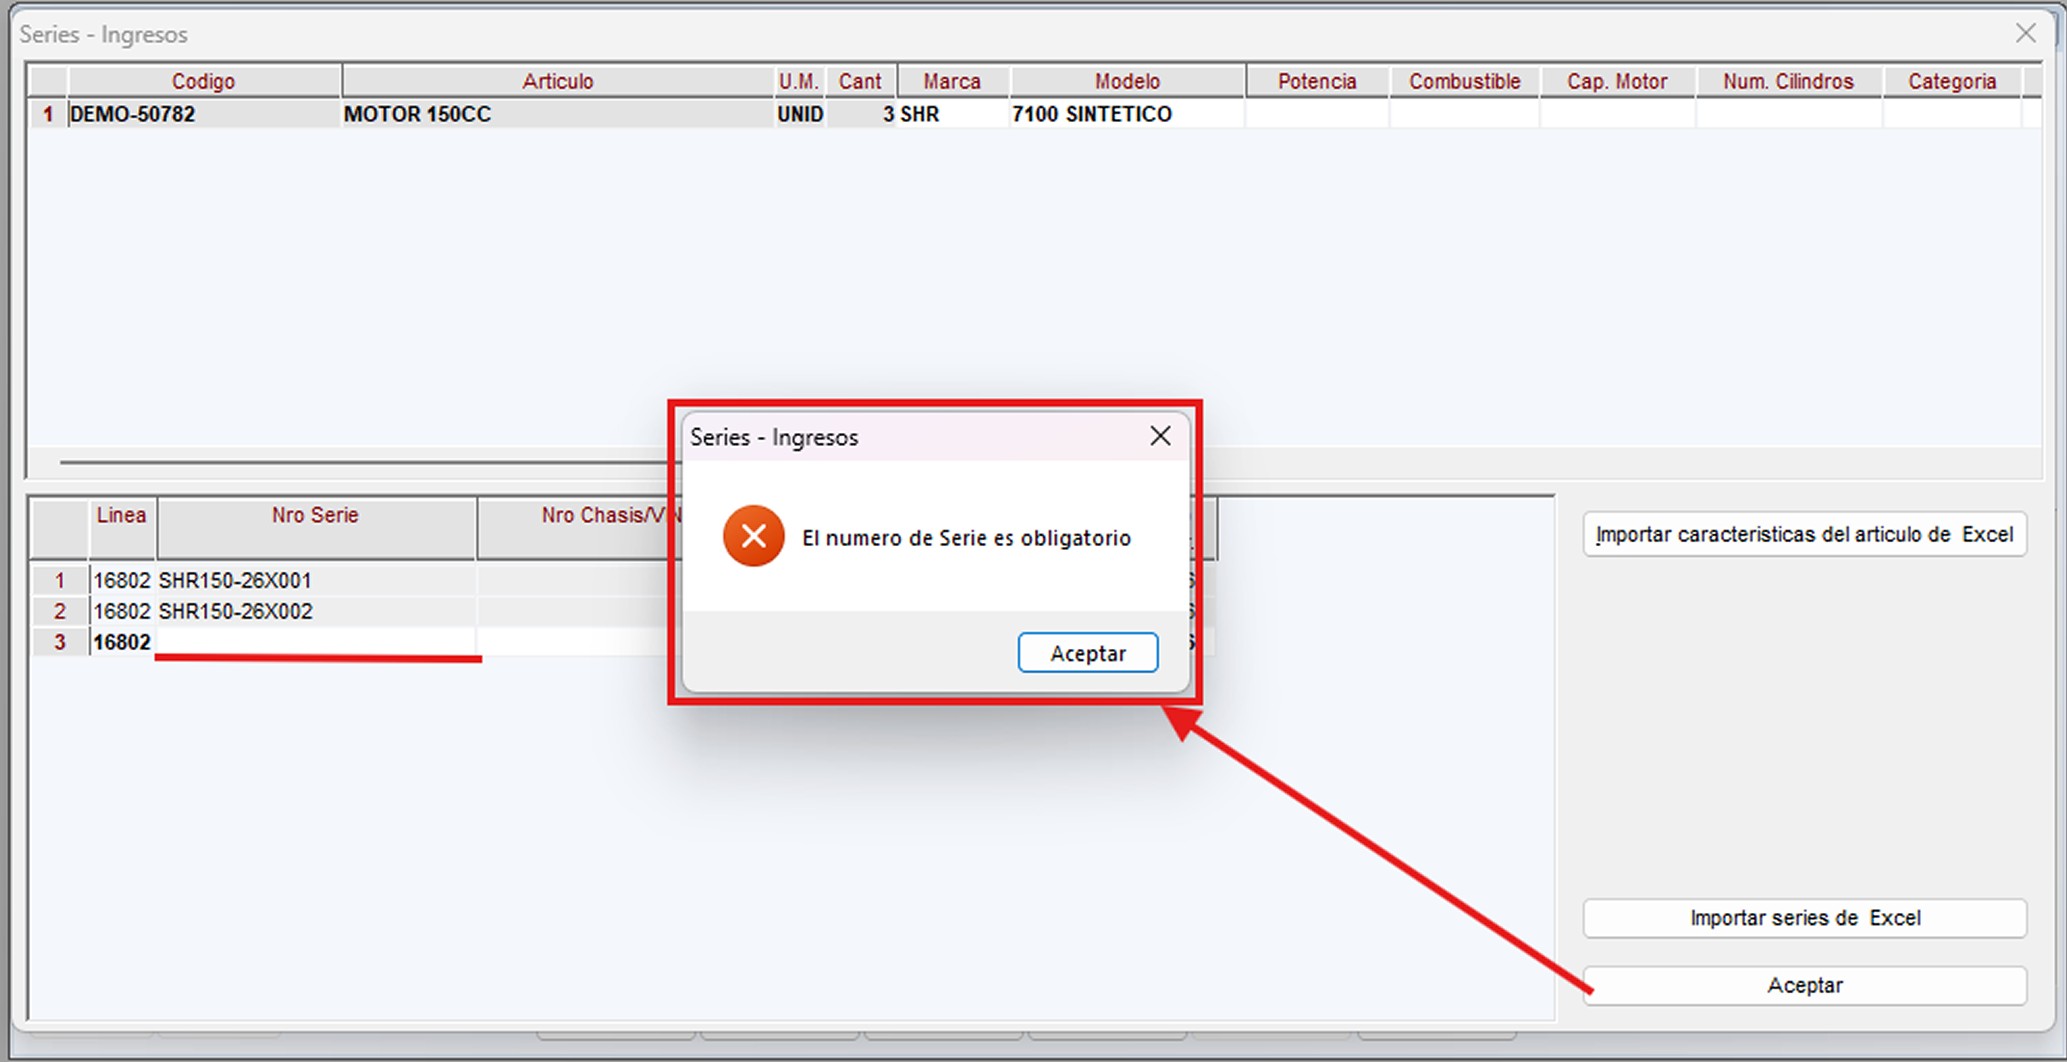 Series - Ingresos
Codigo Articulo U.M. Cant Marca Modelo Potencia Combustible Cap. Motor Num. Cilindros Categoria
1 DEMO-50782 MOTOR 150CC UNID 3 SHR 7100 SINTETICO
Series - Ingresos
El numero de Serie es obligatorio
Aceptar
Linea Nro Serie Nro Chasis/VIN
1 16802 SHR150-26X001
2 16802 SHR150-26X002
3 16802
Importar caracteristicas del articulo de Excel
Importar series de Excel
Aceptar